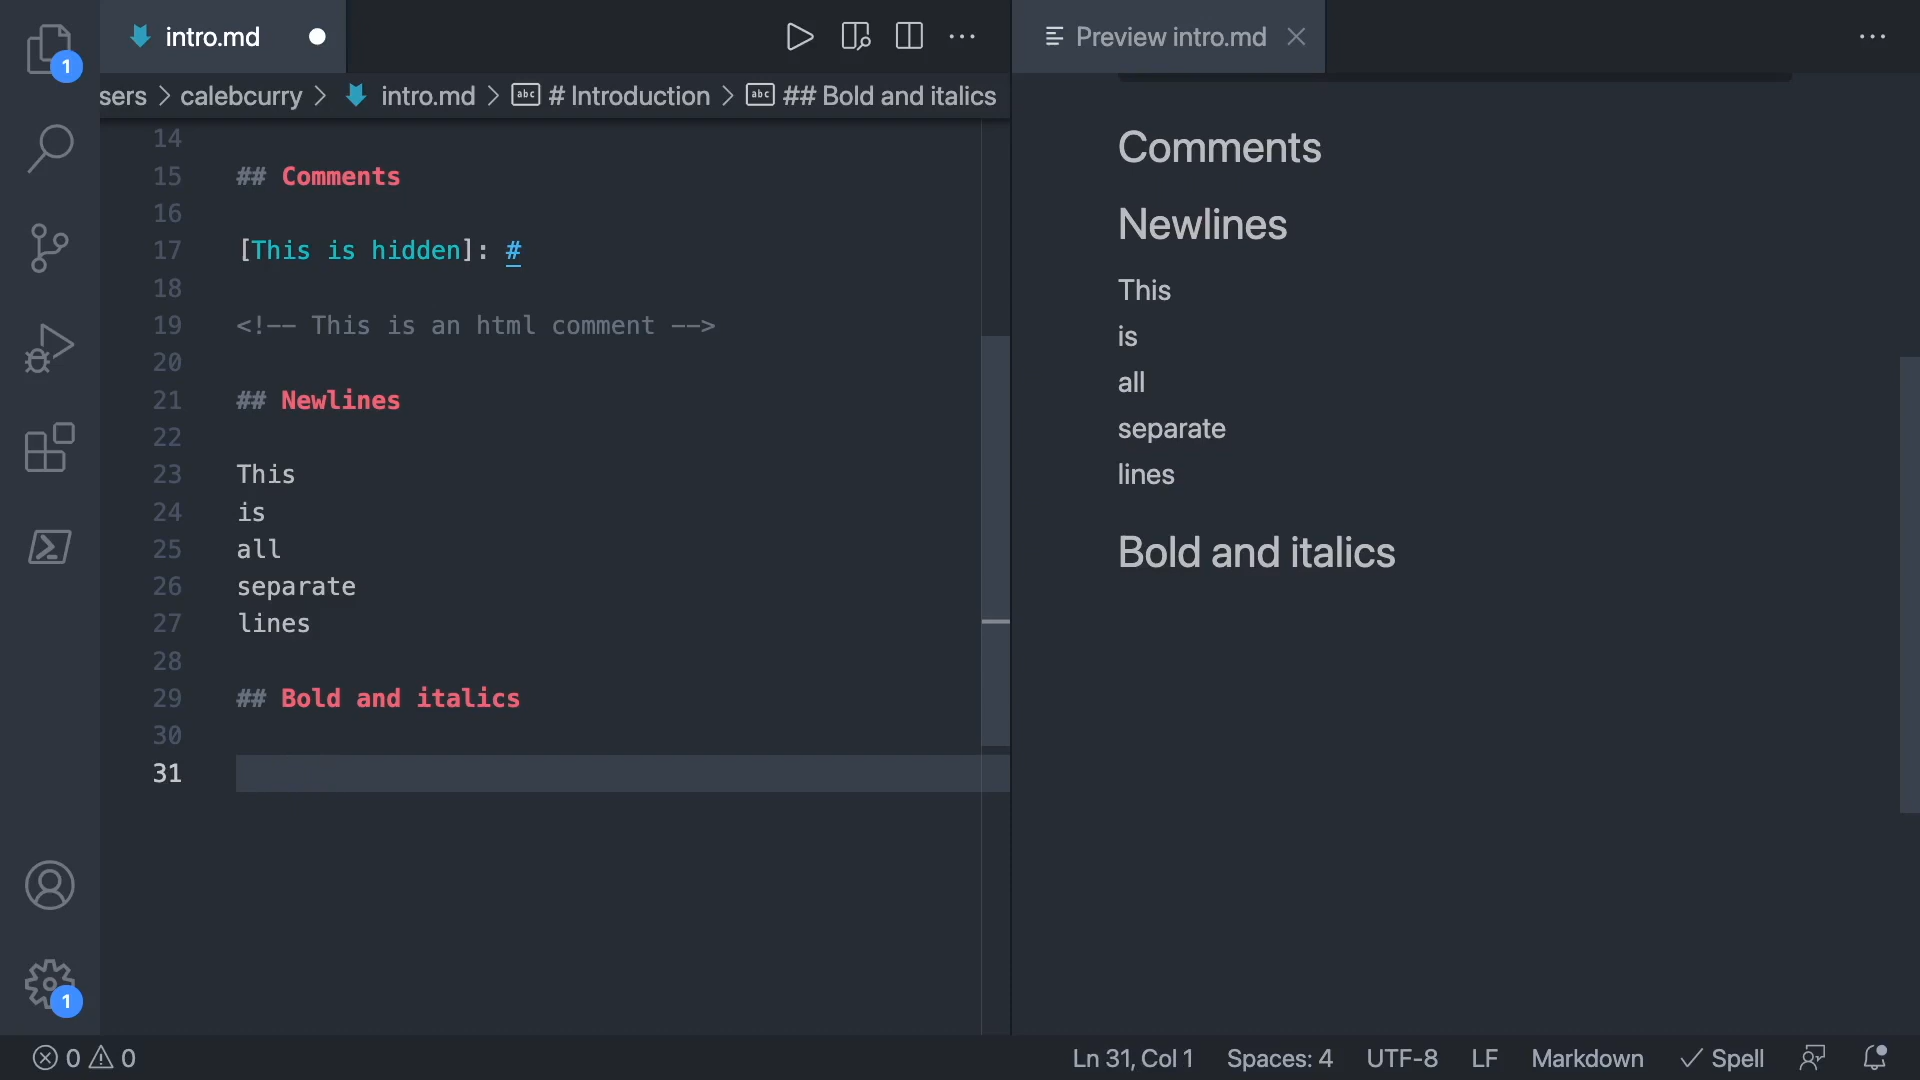 intro.md
Preview intro.md
1
sers > calebcurry > intro.md > abc # Introduction > abc ## Bold and italics
14
15 ## Comments
16
17 [This is hidden]: #
18
19 <!-- This is an html comment -->
20
21 ## Newlines
22
23 This
24 is
25 all
26 separate
27 lines
28
29 ## Bold and italics
30
31
Comments
Newlines
This
is
all
separate
lines
Bold and italics
1
0 0
Ln 31, Col 1 Spaces: 4 UTF-8 LF Markdown Spell